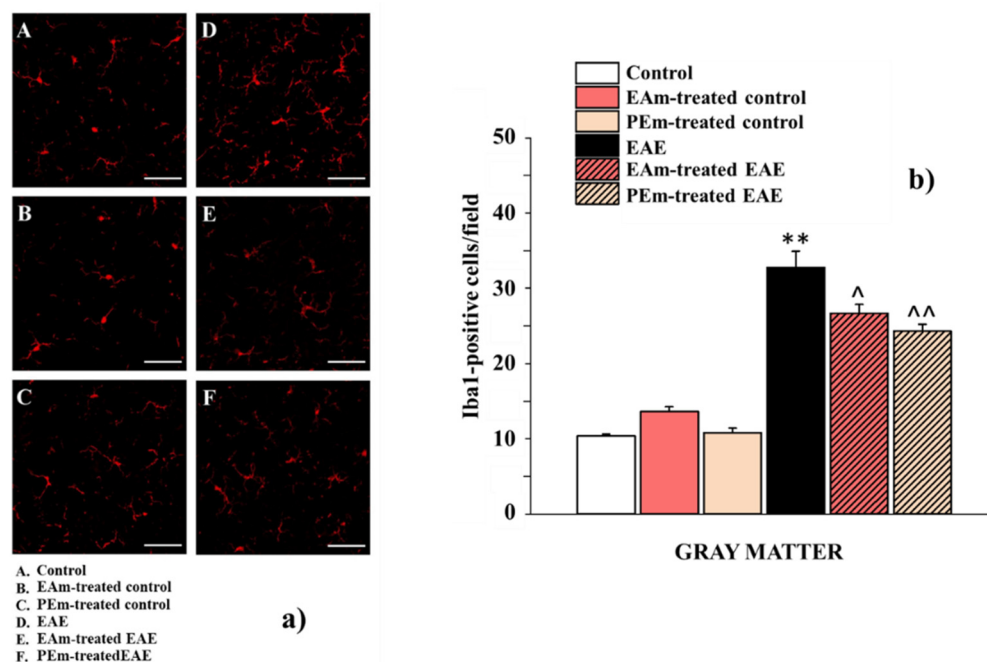 A
D
B
E
C
F
A. Control
B. EAm-treated control
C. PEm-treated control
D. EAE
E. EAm-treated EAE
F. PEm-treatedEAE
a)
Control
EAm-treated control
PEm-treated control
EAE
EAm-treated EAE
PEm-treated EAE
b)
50
40
30
20
10
0
Iba1-positive cells/field
**
^
^^
GRAY MATTER